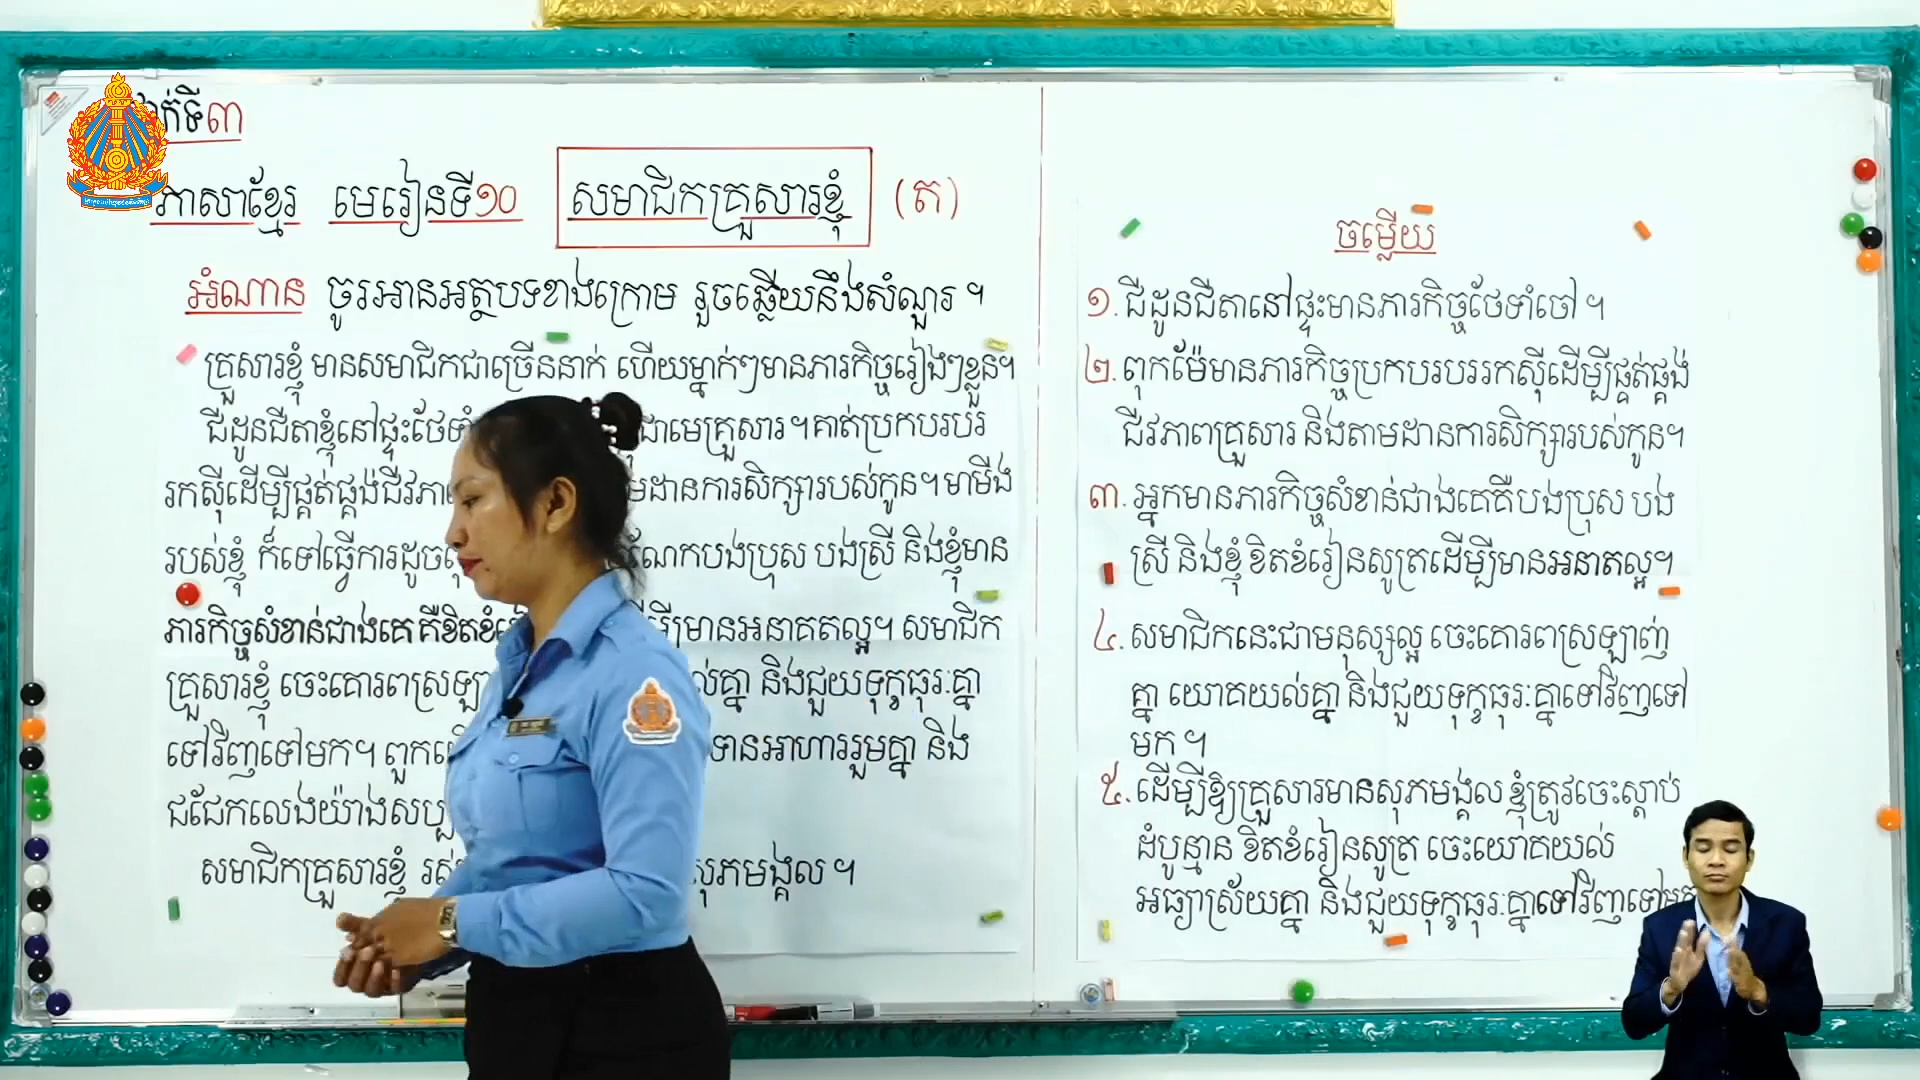 ទី៣
ភាសាខ្មែរ មេរៀនទី១០ សមាជិកគ្រួសារខ្ញុំ (ត)
អំណាន ចូរអានអត្ថបទខាងក្រោម រួចឆ្លើយនឹងសំណួរ ។
គ្រួសារខ្ញុំ មានសមាជិកជាច្រើននាក់ ហើយម្នាក់ៗមានភារកិច្ចរៀងៗខ្លួន។
ជីដូនជីតាខ្ញុំនៅផ្ទះថែទាំ ជាមេគ្រួសារ ។ គាត់ប្រកបរបរ
រកស៊ីដើម្បីផ្គត់ផ្គង់ជីវភា មដានការសិក្សារបស់កូន។ មាមីង
របស់ខ្ញុំ ក៏ទៅធ្វើការដូច ណែកបងប្រុស បងស្រី និងខ្ញុំមាន
ភារកិច្ចសំខាន់ជាងគេ គឺខិតខំ មានអនាគតល្អ។ សមាជិក
គ្រួសារខ្ញុំ ចេះគោរពស្រឡា ល់គ្នា និងជួយទុក្ខធុរៈគ្នា
ទៅវិញទៅមក។ ពួក ទានអាហាររួមគ្នា និង
ជជែកលេងយ៉ាងសប្ប
សមាជិកគ្រួសារខ្ញុំ រស់ សុភមង្គល ។
ចម្លើយ
១. ជីដូនជីតានៅផ្ទះមានភារកិច្ចថែទាំចៅ ។
២. ពុកម៉ែមានភារកិច្ចប្រកបរបររកស៊ីដើម្បីផ្គត់ផ្គង់
ជីវភាពគ្រួសារ និងតាមដានការសិក្សារបស់កូន។
៣. អ្នកមានភារកិច្ចសំខាន់ជាងគេគឺបងប្រុស បង
ស្រី និងខ្ញុំ ខិតខំរៀនសូត្រដើម្បីមានអនាតល្អ។
៤. សមាជិកនេះជាមនុស្សល្អ ចេះគោរពស្រឡាញ់
គ្នា យោគយល់គ្នា និងជួយទុក្ខធុរៈគ្នាទៅវិញទៅ
មក ។
៥. ដើម្បីឱ្យគ្រួសារមានសុភមង្គល ខ្ញុំត្រូវចេះស្តាប់
ដំបូន្មាន ខិតខំរៀនសូត្រ ចេះយោគយល់
អធ្យាស្រ័យគ្នា និងជួយទុក្ខធុរៈគ្នាទៅវិញទៅមក